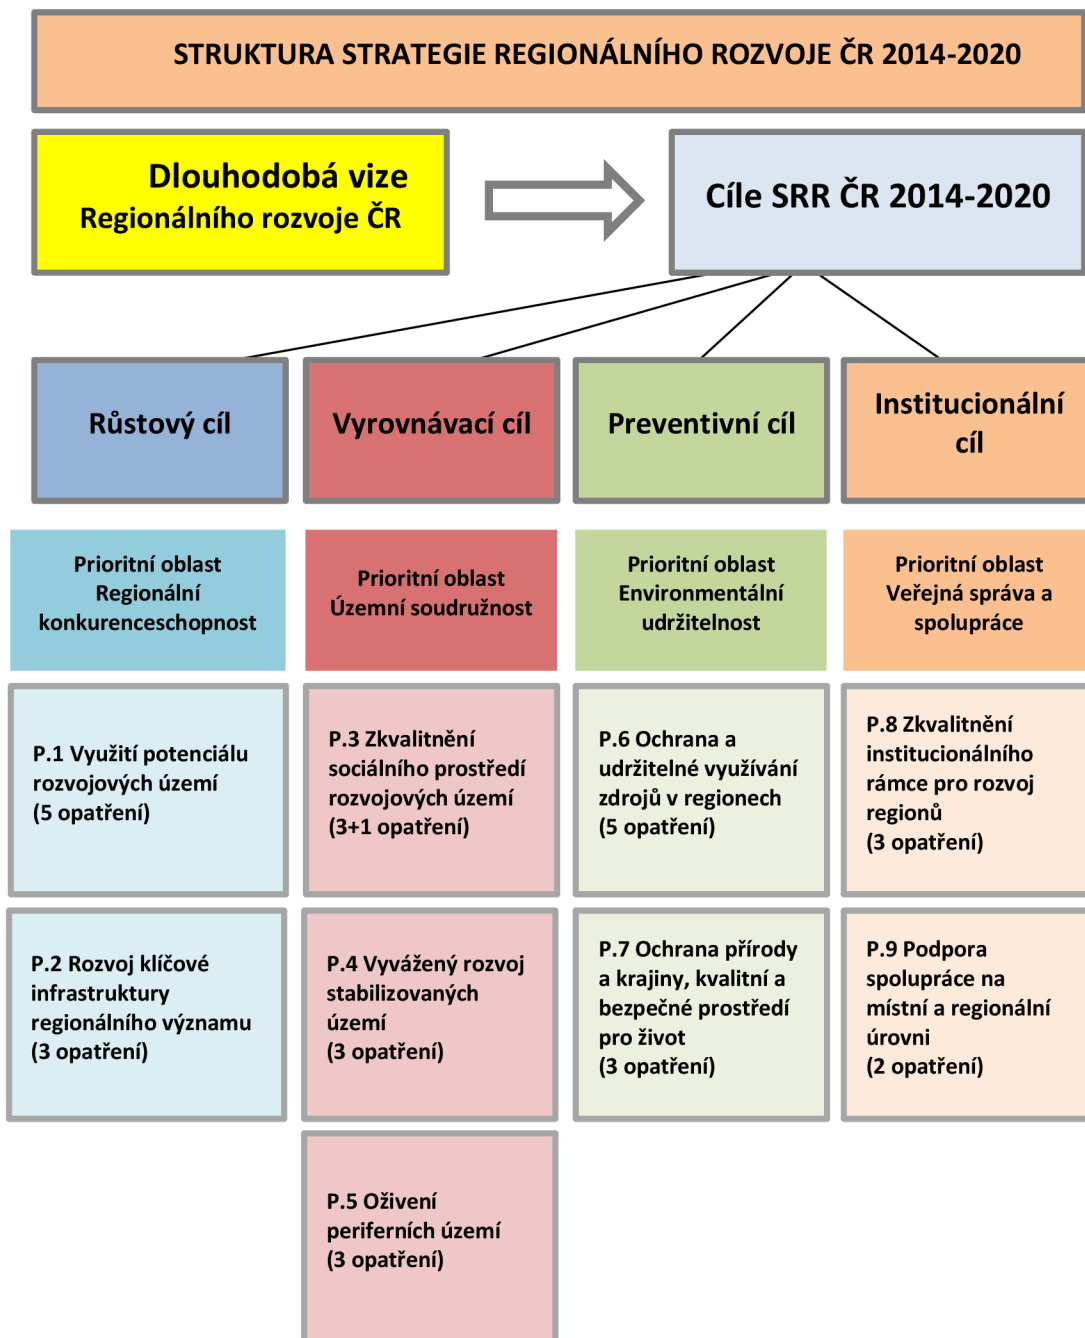 STRUKTURA STRATEGIE REGIONÁLNÍHO ROZVOJE ČR 2014-2020
Dlouhodobá vize
Regionálního rozvoje ČR
Cíle SRR ČR 2014-2020
Růstový cíl
Vyrovnávací cíl
Preventivní cíl
Institucionální
cíl
Prioritní oblast
Regionální
konkurenceschopnost
Prioritní oblast
Územní soudružnost
Prioritní oblast
Environmentální
udržitelnost
Prioritní oblast
Veřejná správa a
spolupráce
P.1 Využití potenciálu
rozvojových území
(5 opatření)
P.3 Zkvalitnění
sociálního prostředí
rozvojových území
(3+1 opatření)
P.6 Ochrana a
udržitelné využívání
zdrojů v regionech
(5 opatření)
P.8 Zkvalitnění
institucionálního
rámce pro rozvoj
regionů
(3 opatření)
P.2 Rozvoj klíčové
infrastruktury
regionálního významu
(3 opatření)
P.4 Vyvážený rozvoj
stabilizovaných
území
(3 opatření)
P.7 Ochrana přírody
a krajiny, kvalitní a
bezpečné prostředí
pro život
(3 opatření)
P.9 Podpora
spolupráce na
místní a regionální
úrovni
(2 opatření)
P.5 Oživení
periferních území
(3 opatření)